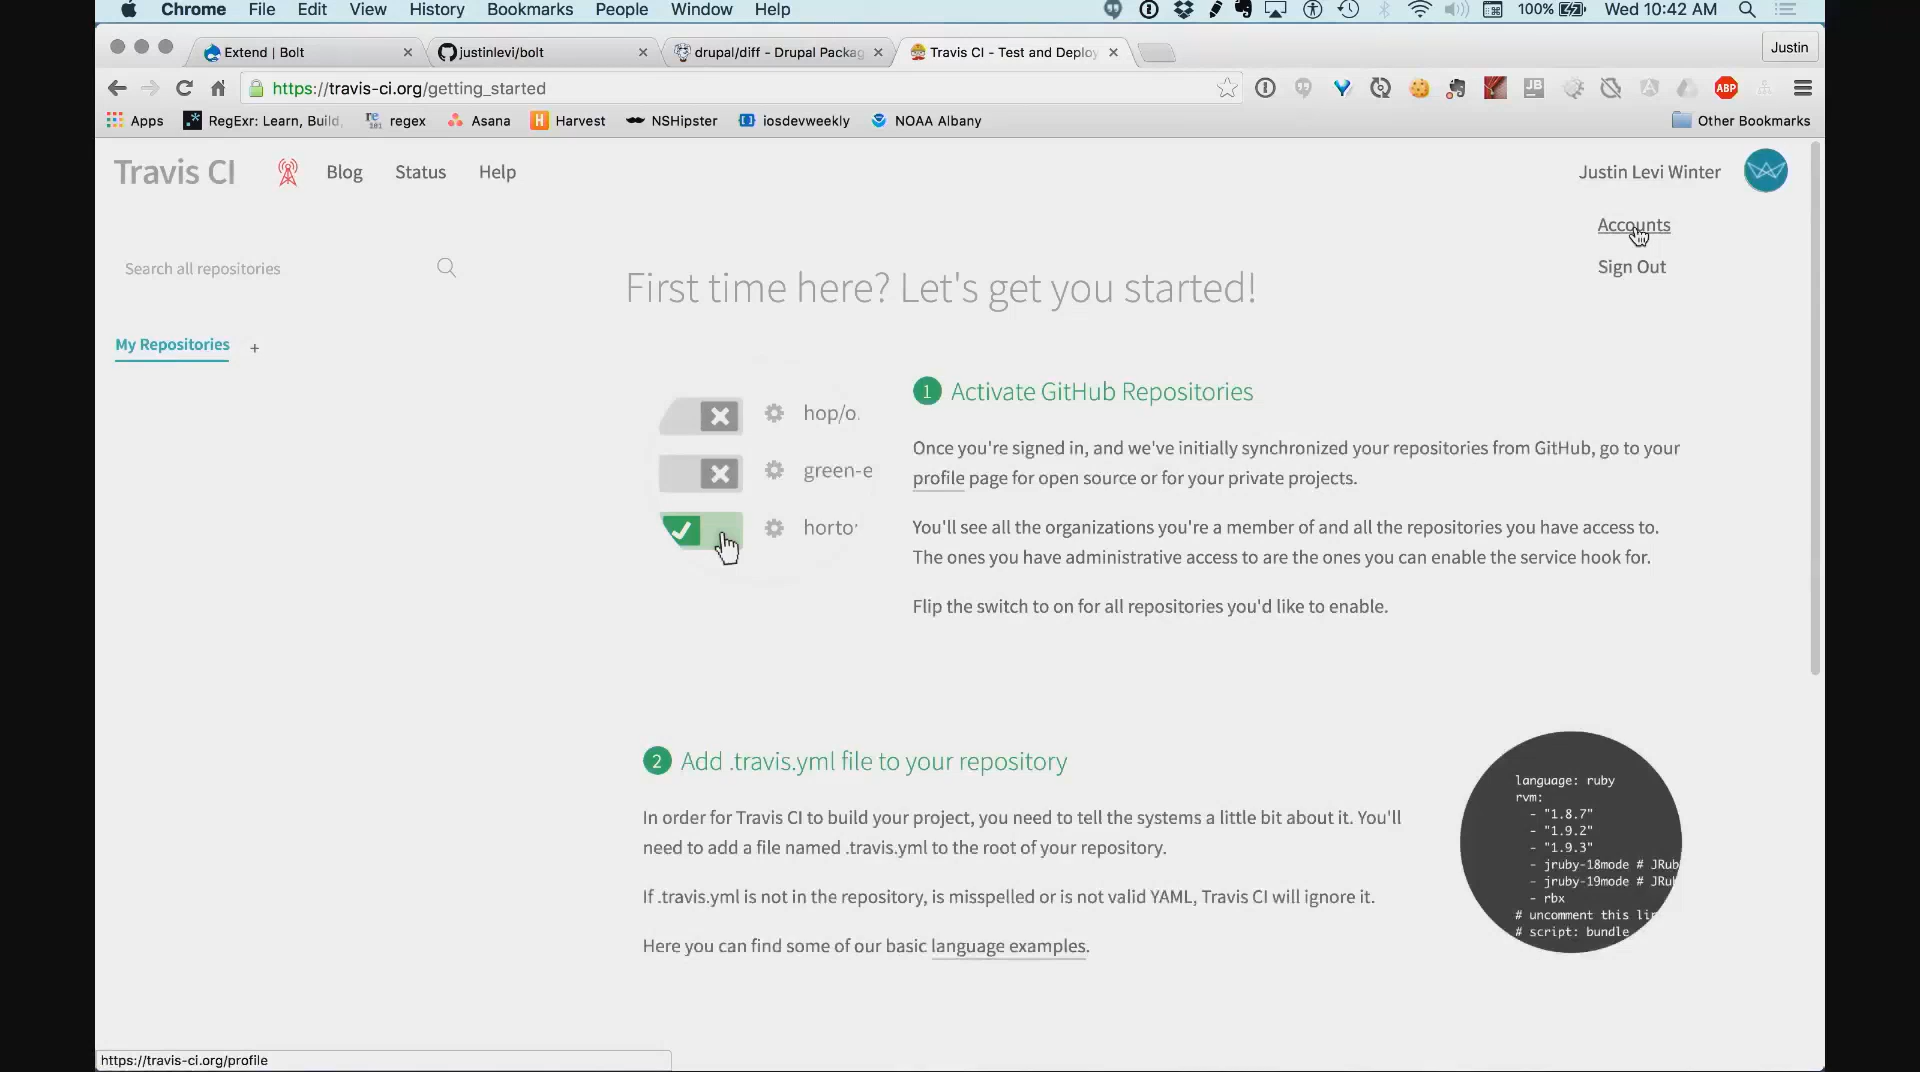 Chrome File Edit View History Bookmarks People Window Help 100% Wed 10:42 AM
Extend | Bolt
justinlevi/bolt
drupal/diff - Drupal Packag
Travis CI - Test and Deploy
Justin
https://travis-ci.org/getting_started
ABP
Apps
RegExr: Learn, Build,
regex
Asana
Harvest
NSHipster
iosdevweekly
NOAA Albany
Other Bookmarks
Travis CI
Blog
Status
Help
Justin Levi Winter
Accounts
Sign Out
Search all repositories
My Repositories +
First time here? Let's get you started!
hop/o.
green-e
horto
1 Activate GitHub Repositories
Once you're signed in, and we've initially synchronized your repositories from GitHub, go to your
profile page for open source or for your private projects.
You'll see all the organizations you're a member of and all the repositories you have access to.
The ones you have administrative access to are the ones you can enable the service hook for.
Flip the switch to on for all repositories you'd like to enable.
2 Add .travis.yml file to your repository
In order for Travis CI to build your project, you need to tell the systems a little bit about it. You'll
need to add a file named .travis.yml to the root of your repository.
If .travis.yml is not in the repository, is misspelled or is not valid YAML, Travis CI will ignore it.
Here you can find some of our basic language examples.
language: ruby
rvm:
- "1.8.7"
- "1.9.2"
- "1.9.3"
- jruby-18mode # JRub
- jruby-19mode # JRu
- rbx
# uncomment this li
# script: bundle
https://travis-ci.org/profile